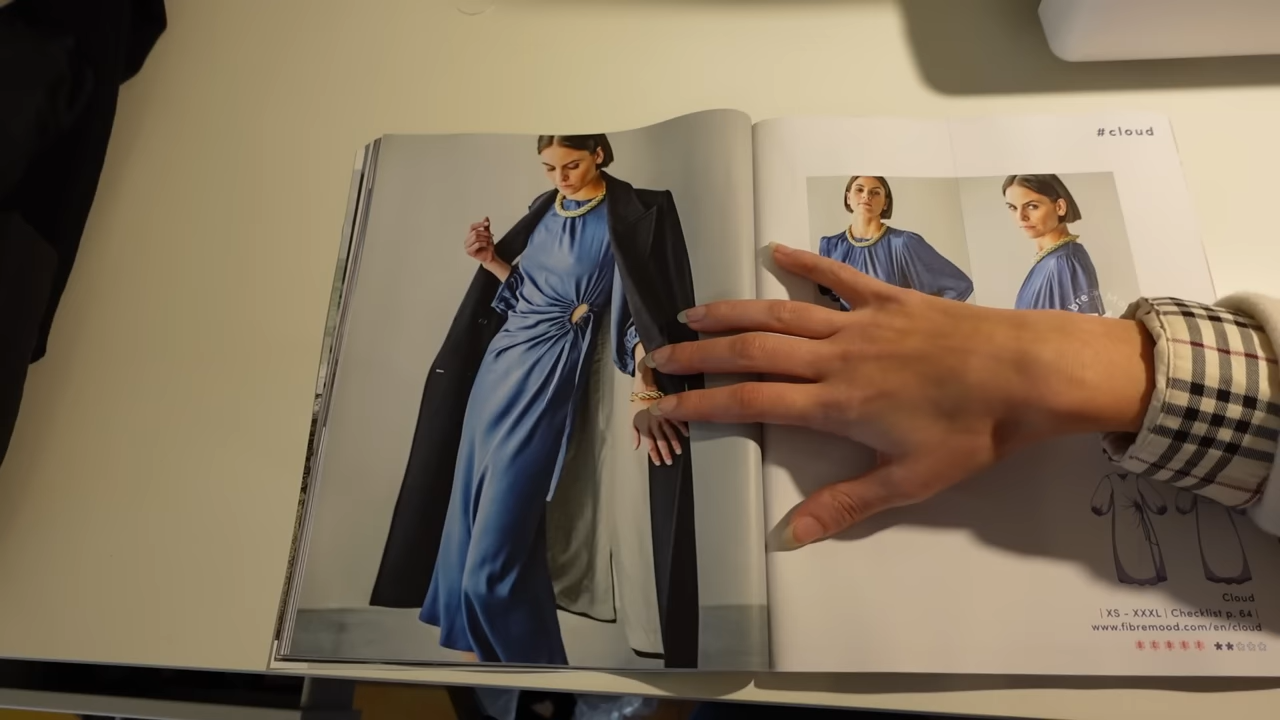 #cloud
Cloud
| XS – XXXL | Checklist p. 64 |
www.fibremood.com/en/cloud